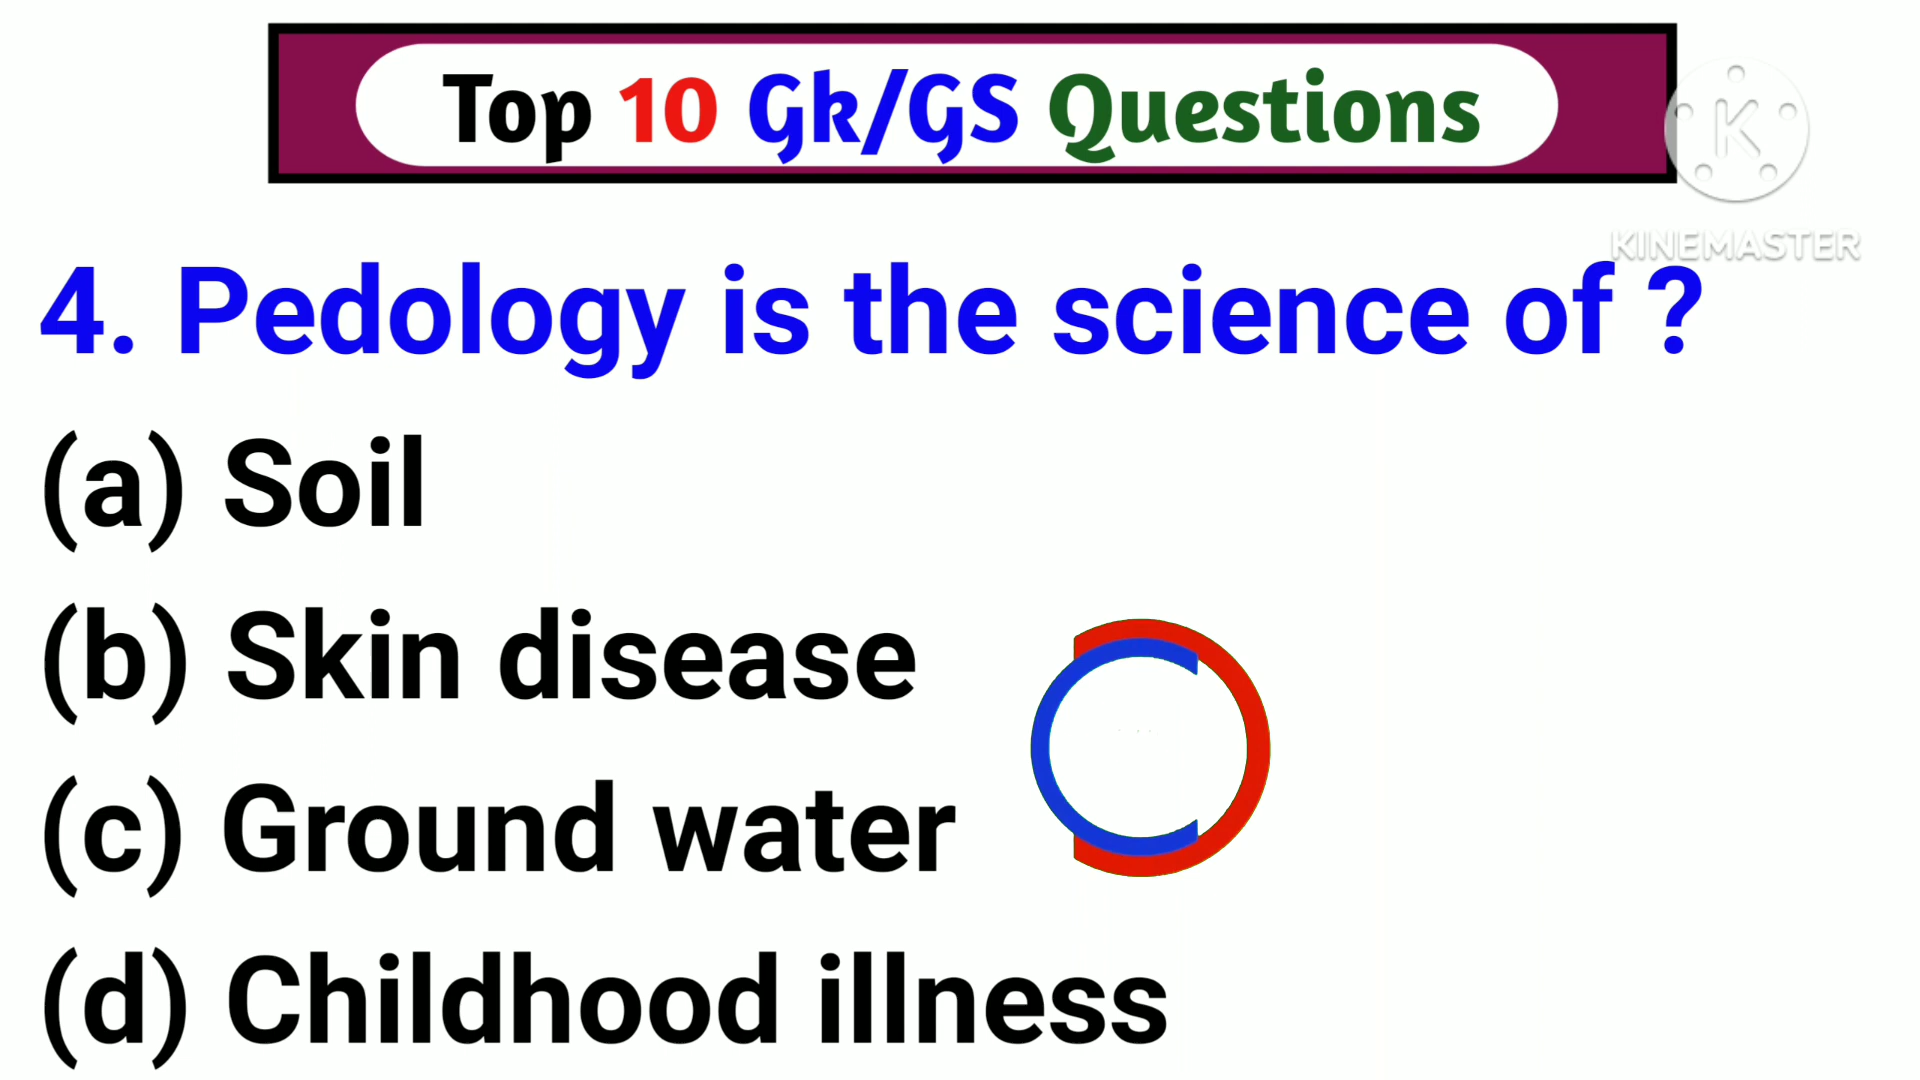 Top 10 Gk/GS Questions
K
KINEMASTER
4. Pedology is the science of ?
(a) Soil
(b) Skin disease
(c) Ground water
(d) Childhood illness